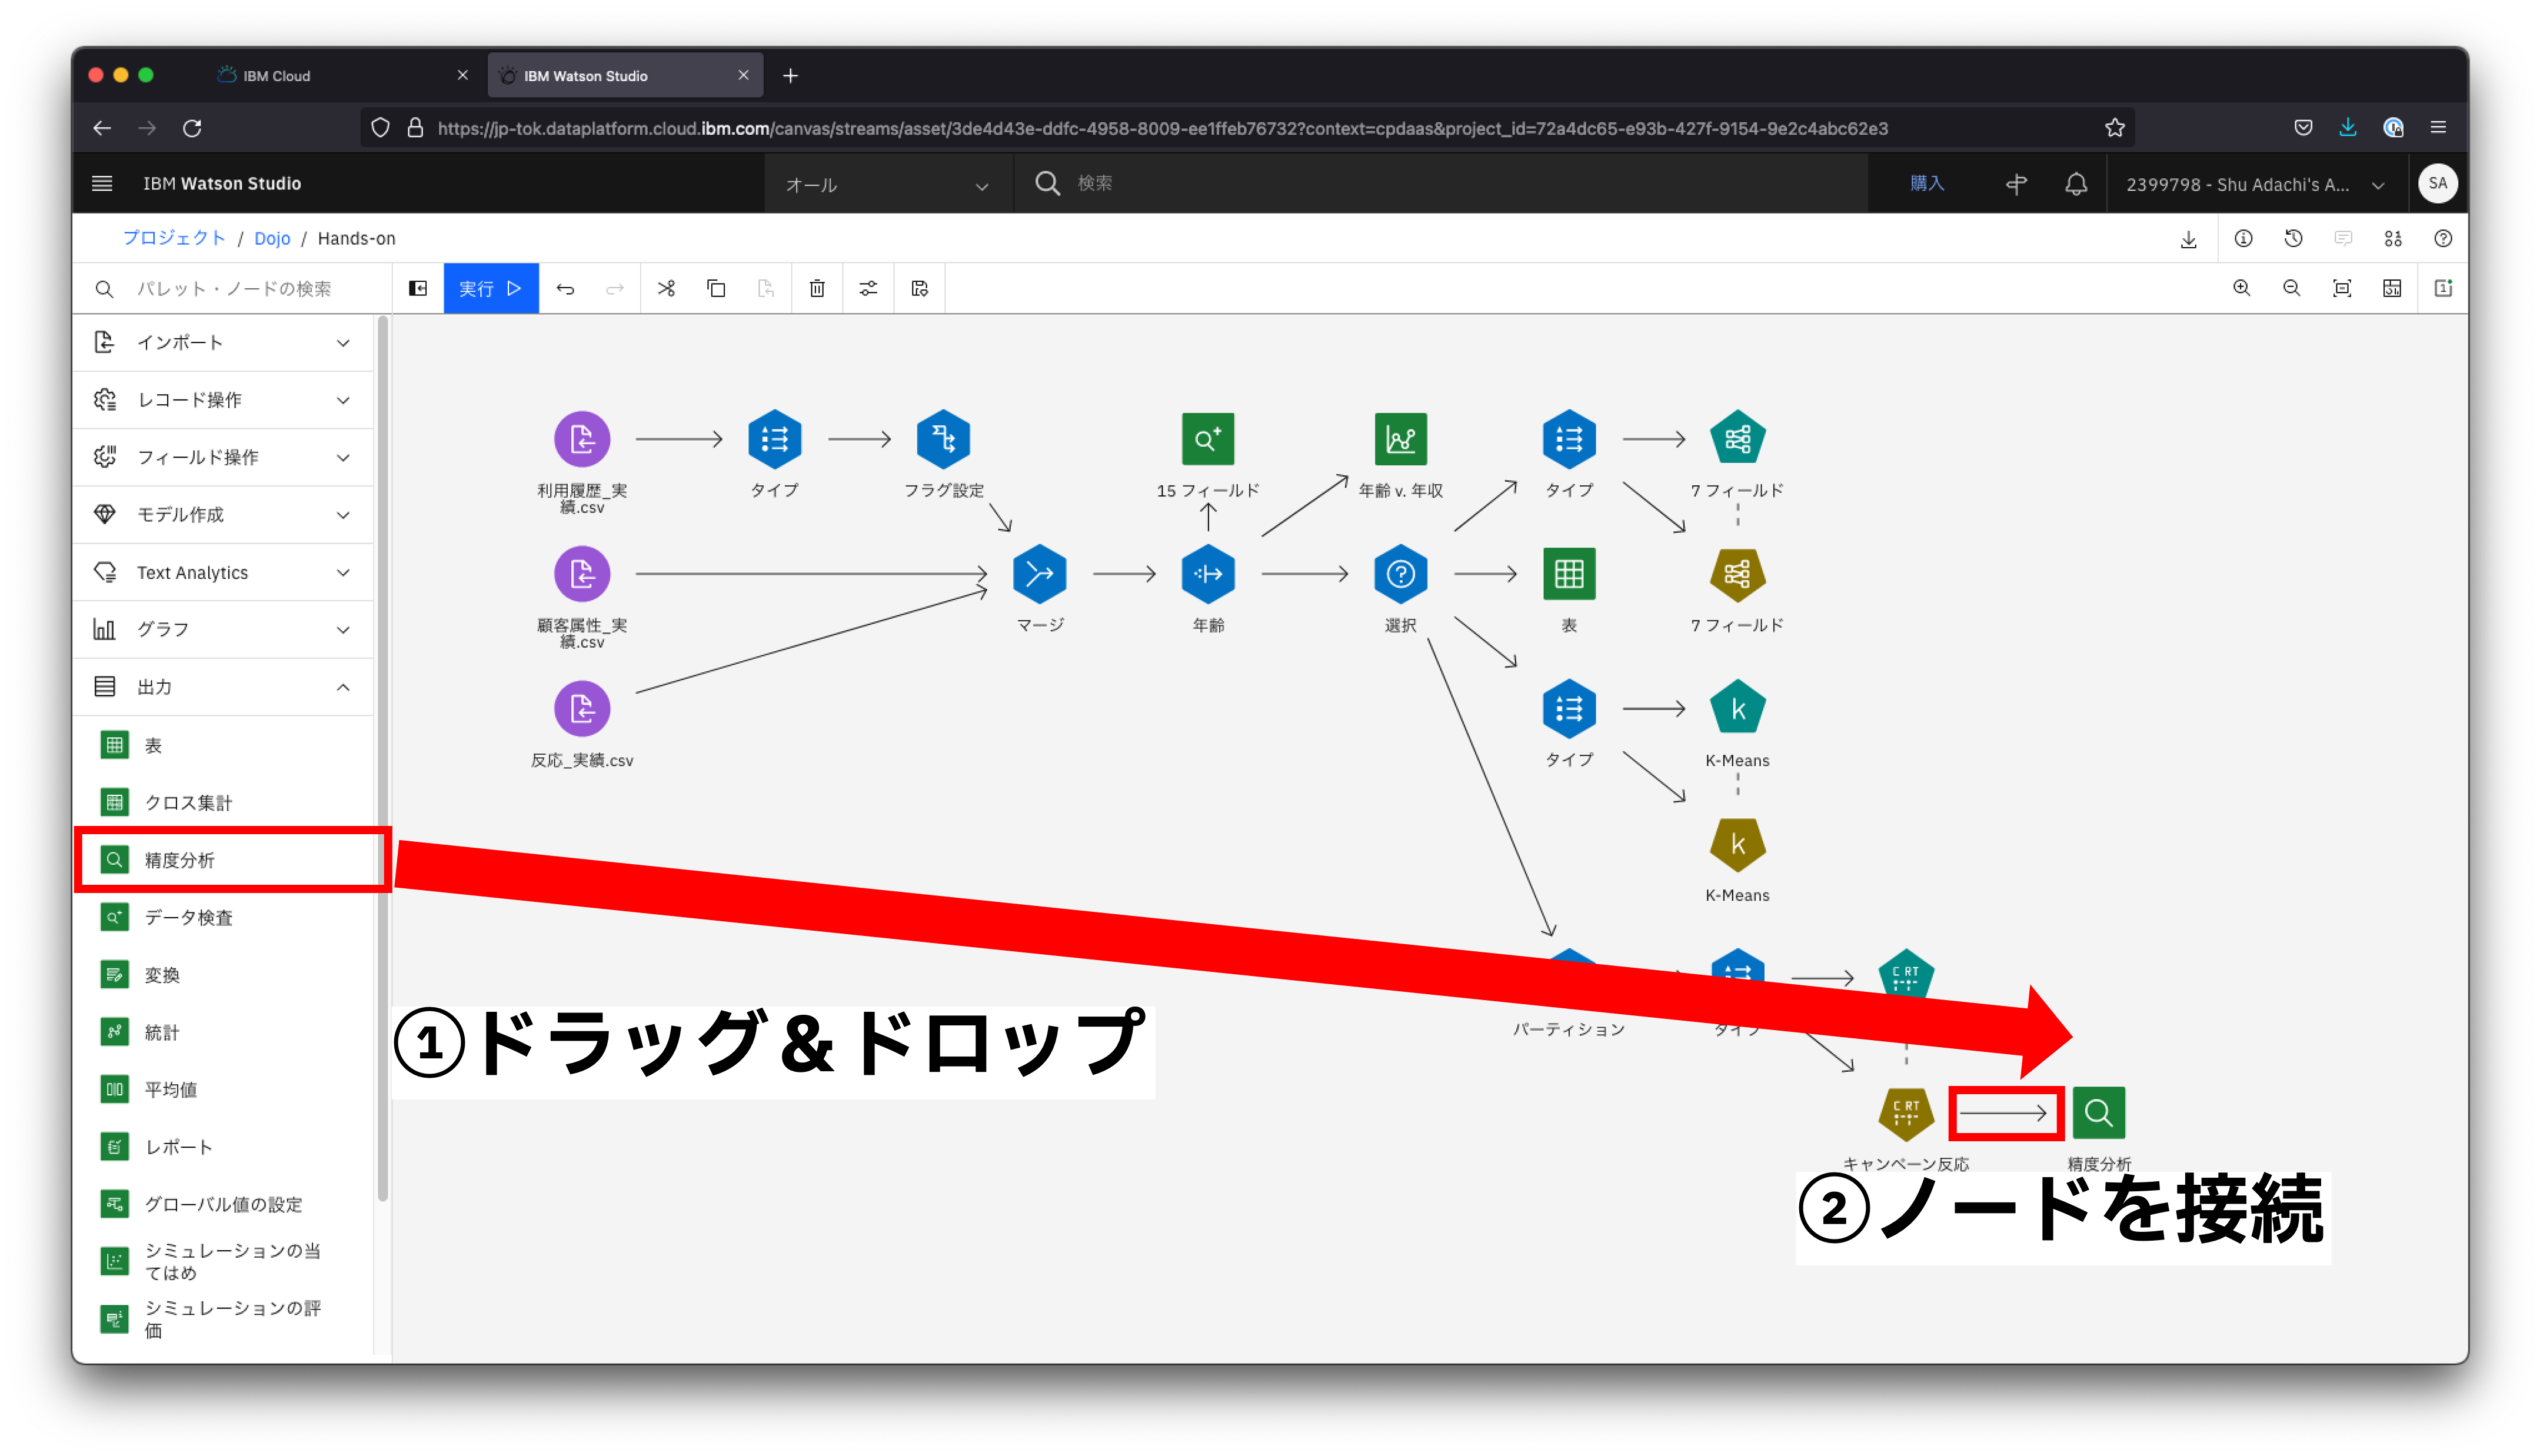 IBM Cloud
IBM Watson Studio
https://jp-tok.dataplatform.cloud.ibm.com/canvas/streams/asset/3de4d43e-ddfc-4958-8009-ee1ffeb76732?context=cpdaas&project_id=72a4dc65-e93b-427f-9154-9e2c4abc62e3
IBM Watson Studio
オール
検索
購入
2399798 - Shu Adachi's A...
SA
プロジェクト / Dojo / Hands-on
パレット・ノードの検索
実行
インポート
レコード操作
フィールド操作
モデル作成
Text Analytics
グラフ
出力
表
クロス集計
精度分析
データ検査
変換
統計
平均値
レポート
グローバル値の設定
シミュレーションの当
てはめ
シミュレーションの評
価
利用履歴_実
績.csv
タイプ
フラグ設定
15 フィールド
年齢 v. 年収
タイプ
7 フィールド
顧客属性_実
績.csv
マージ
年齢
選択
表
7 フィールド
反応_実績.csv
タイプ
k
K-Means
k
K-Means
C RT
パーティション
タイプ
①ドラッグ＆ドロップ
C RT
キャンペーン反応
精度分析
②ノードを接続